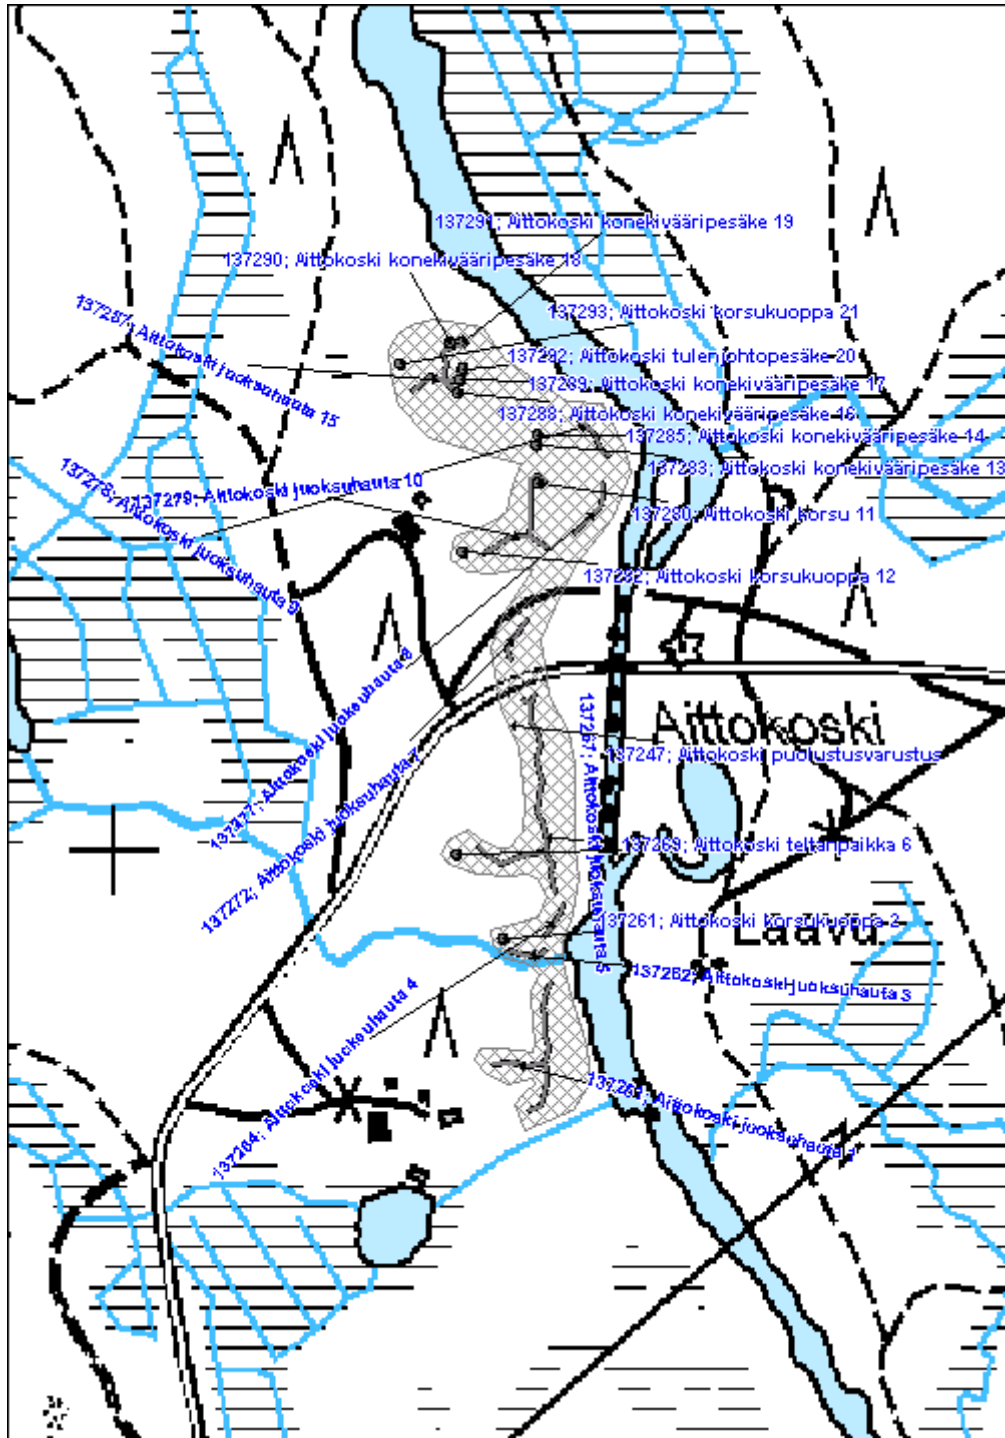 137291; Aittokoski konekivääripesäke 19
137290; Aittokoski konekivääripesäke 18
137293; Aittokoski korsukuoppa 21
137287; Aittokoski juoksuhauta 15
137292; Aittokoski tulenjohtopesäke 20
137289; Aittokoski konekivääripesäke 17
137288; Aittokoski konekivääripesäke 16
137285; Aittokoski konekivääripesäke 14
137283; Aittokoski konekivääripesäke 13
137278; Aittokoski juoksuhauta 9
137279; Aittokoski juoksuhauta 10
137280; Aittokoski korsu 11
137282; Aittokoski korsukuoppa 12
137277; Aittokoski juoksuhauta 8
137267; Aittokoski juoksuhauta 5
Aittokoski
137247; Aittokoski puolustusvarustus
137272; Aittokoski juoksuhauta 7
137269; Aittokoski teltanpaikka 6
137261; Aittokoski korsukuoppa 2
Laavu
137262; Aittokoski juoksuhauta 3
137264; Aittokoski juoksuhauta 4
137251; Aittokoski juoksuhauta 1